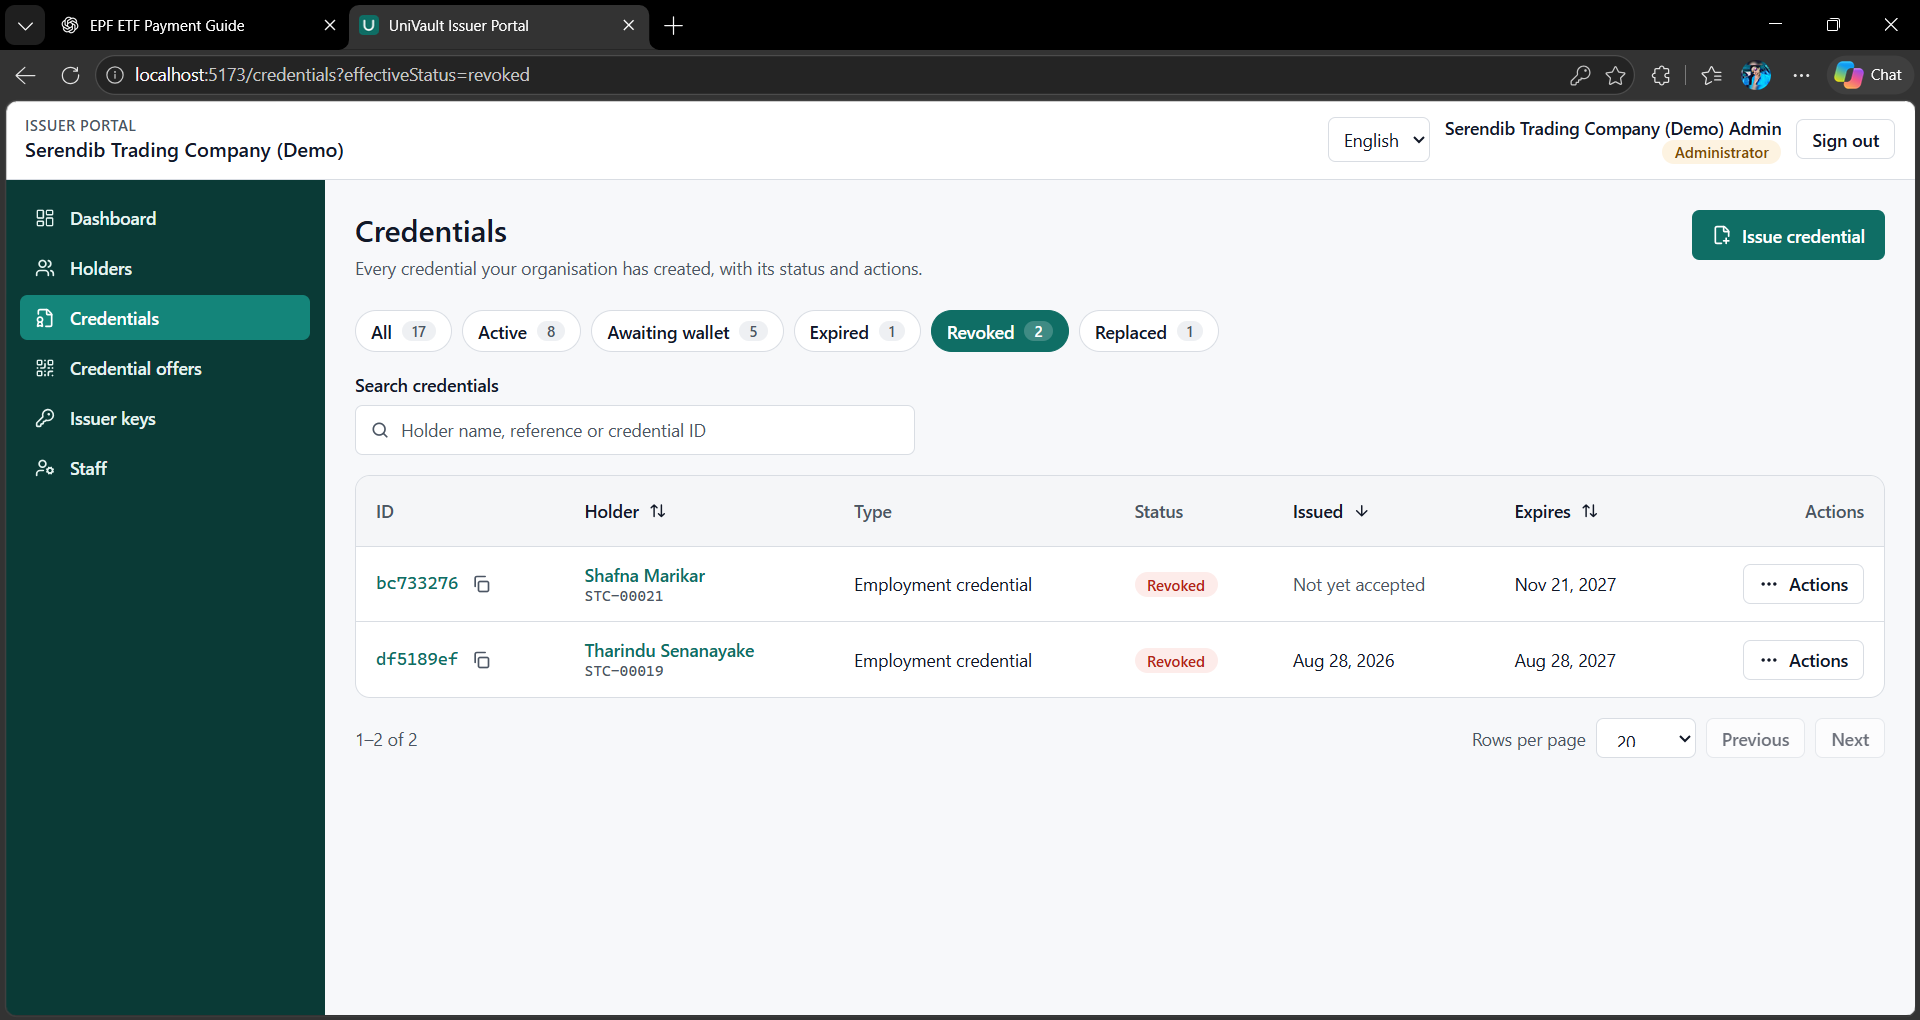 EPF ETF Payment Guide
UniVault Issuer Portal
localhost:5173/credentials?effectiveStatus=revoked
Chat
ISSUER PORTAL
Serendib Trading Company (Demo)
English
Serendib Trading Company (Demo) Admin
Administrator
Sign out
Dashboard
Holders
Credentials
Credential offers
Issuer keys
Staff
Credentials
Every credential your organisation has created, with its status and actions.
Issue credential
All 17
Active 8
Awaiting wallet 5
Expired 1
Revoked 2
Replaced 1
Search credentials
Holder name, reference or credential ID
ID Holder Type Status Issued Expires Actions
bc733276 Shafna Marikar Employment credential Revoked Not yet accepted Nov 21, 2027 Actions
STC-00021
df5189ef Tharindu Senanayake Employment credential Revoked Aug 28, 2026 Aug 28, 2027 Actions
STC-00019
1–2 of 2
Rows per page 20 Previous Next